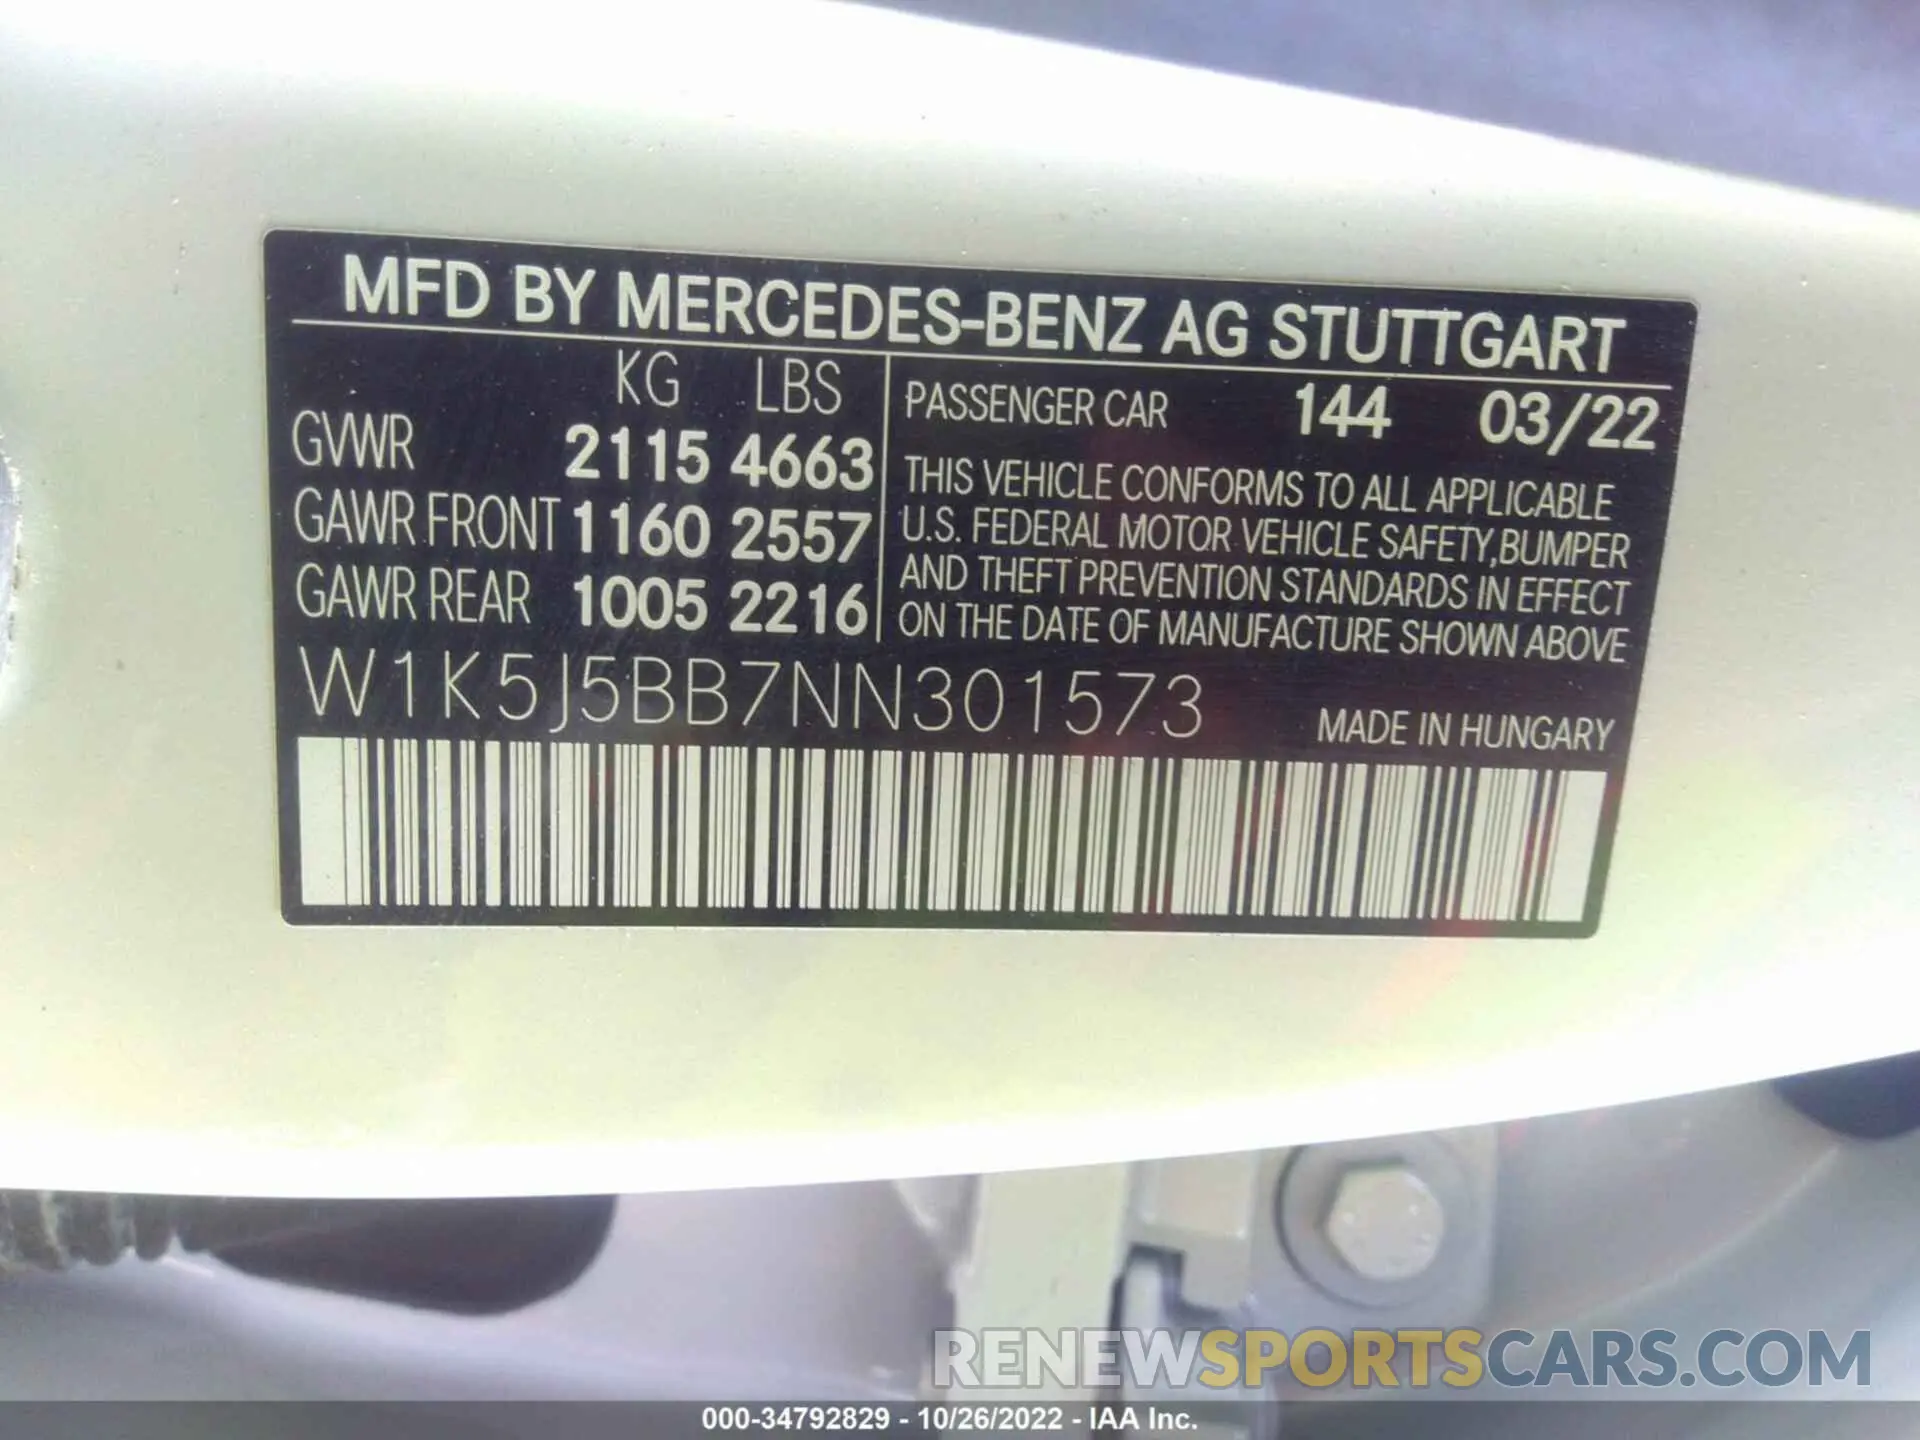 MFD BY MERCEDES-BENZ AG STUTTGART
KG LBS
GVWR 2115 4663
GAWR FRONT 1160 2557
GAWR REAR 1005 2216
PASSENGER CAR 144 03/22
THIS VEHICLE CONFORMS TO ALL APPLICABLE
U.S. FEDERAL MOTOR VEHICLE SAFETY,BUMPER
AND THEFT PREVENTION STANDARDS IN EFFECT
ON THE DATE OF MANUFACTURE SHOWN ABOVE
W1K5J5BB7NN301573
MADE IN HUNGARY
RENEWSPORTSCARS.COM
000-34792829 - 10/26/2022 - IAA Inc.